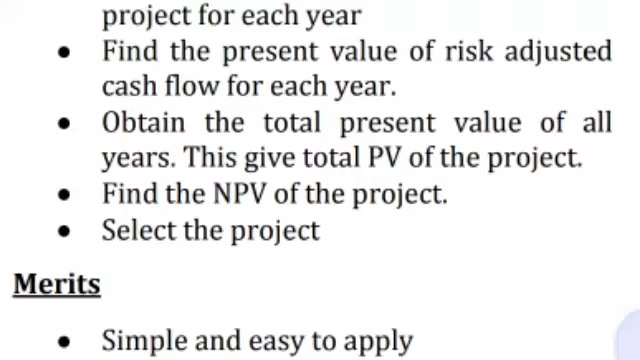 project for each year
● Find the present value of risk adjusted
cash flow for each year.
● Obtain the total present value of all
years. This give total PV of the project.
● Find the NPV of the project.
● Select the project
Merits
● Simple and easy to apply